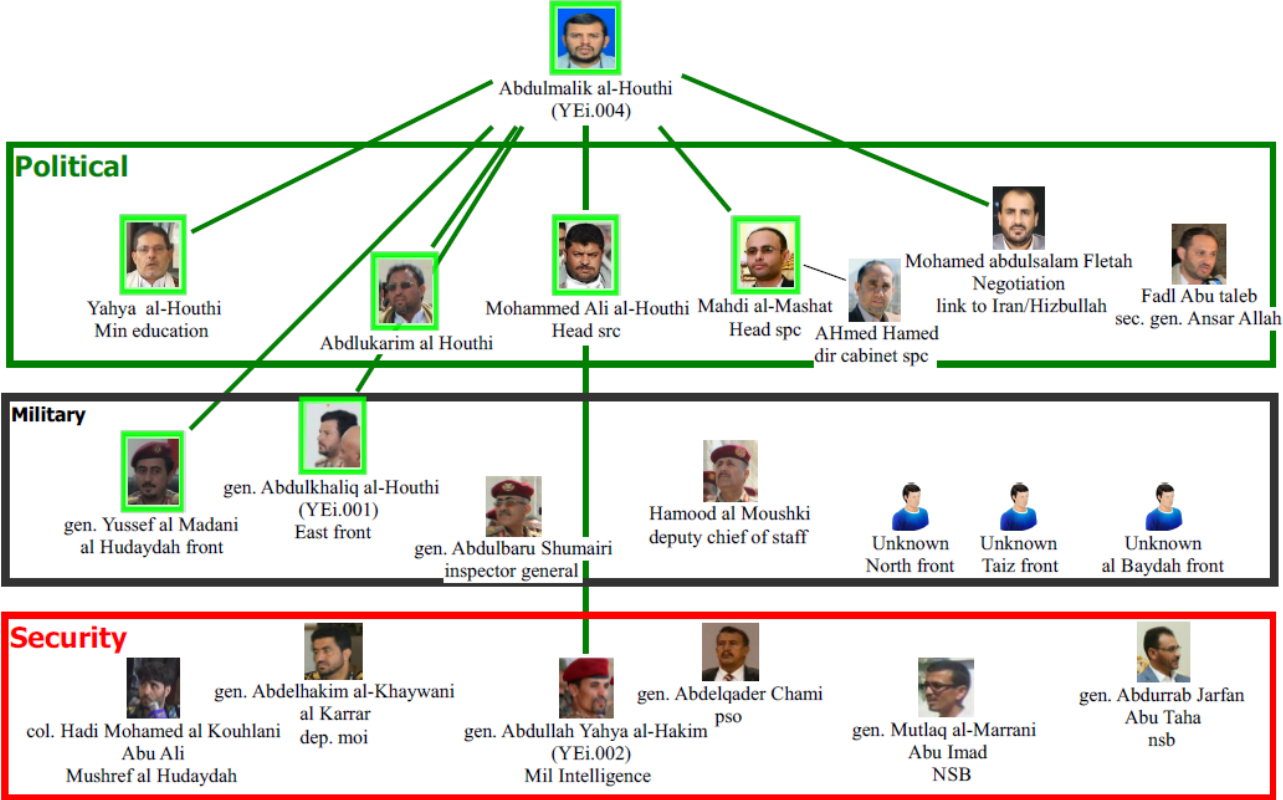 Abdulmalik al-Houthi
(YEi.004)
Political
Yahya al-Houthi
Min education
Abdlukarim al Houthi
Mohammed Ali al-Houthi
Head src
Mahdi al-Mashat
Head spc
AHmed Hamed
dir cabinet spc
Mohamed abdulsalam Fletah
Negotiation
link to Iran/Hizbullah
Fadl Abu taleb
sec. gen. Ansar Allah
Military
gen. Yussef al Madani
al Hudaydah front
gen. Abdulkhaliq al-Houthi
(YEi.001)
East front
gen. Abdulbaru Shumairi
inspector general
Hamood al Moushki
deputy chief of staff
Unknown
North front
Unknown
Taiz front
Unknown
al Baydah front
Security
col. Hadi Mohamed al Kouhlani
Abu Ali
Mushref al Hudaydah
gen. Abdelhakim al-Khaywani
al Karrar
dep. moi
gen. Abdullah Yahya al-Hakim
(YEi.002)
Mil Intelligence
gen. Abdelqader Chami
pso
gen. Mutlaq al-Marrani
Abu Imad
NSB
gen. Abdurrab Jarfan
Abu Taha
nsb